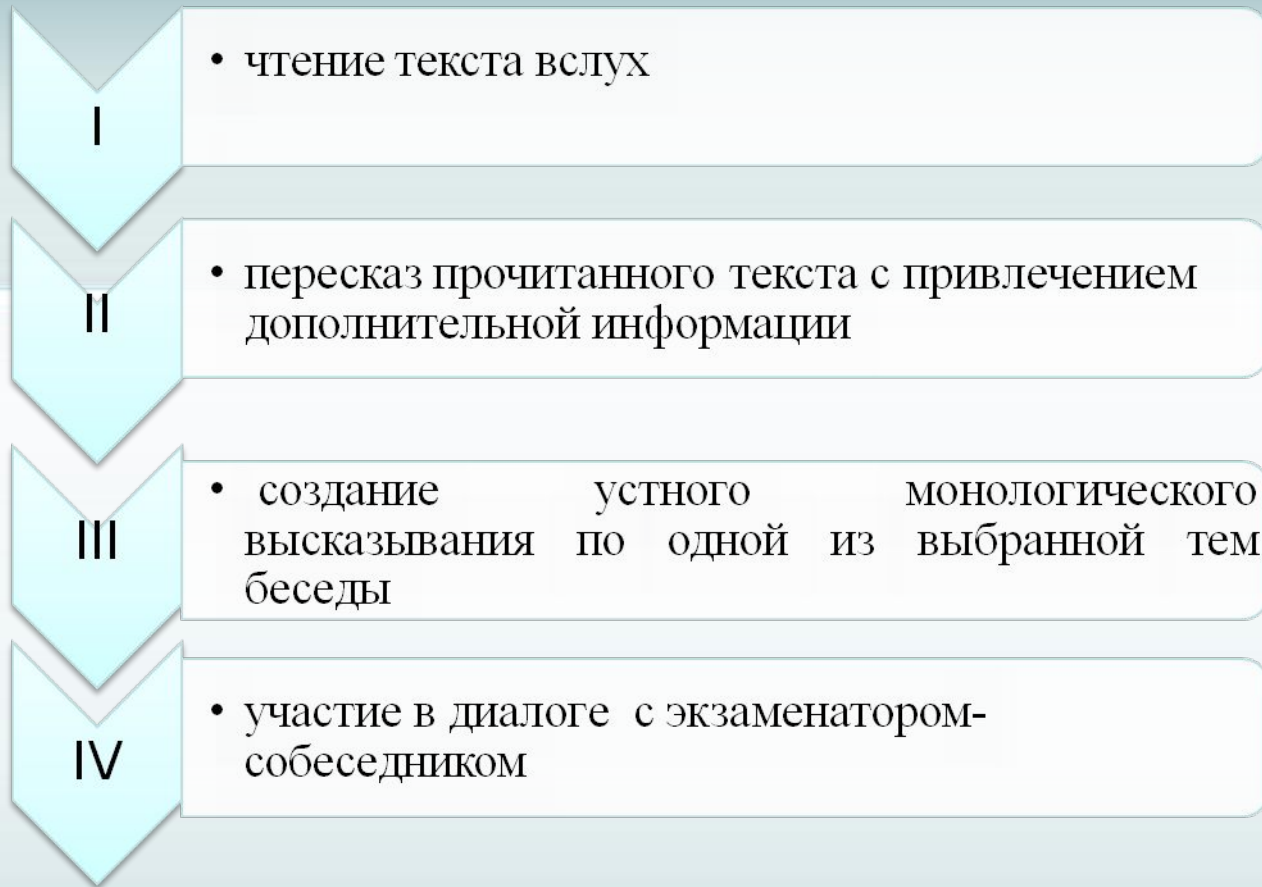 I
• чтение текста вслух
II
• пересказ прочитанного текста с привлечением
дополнительной информации
III
• создание устного монологического
высказывания по одной из выбранной тем
беседы
IV
• участие в диалоге с экзаменатором-
собеседником